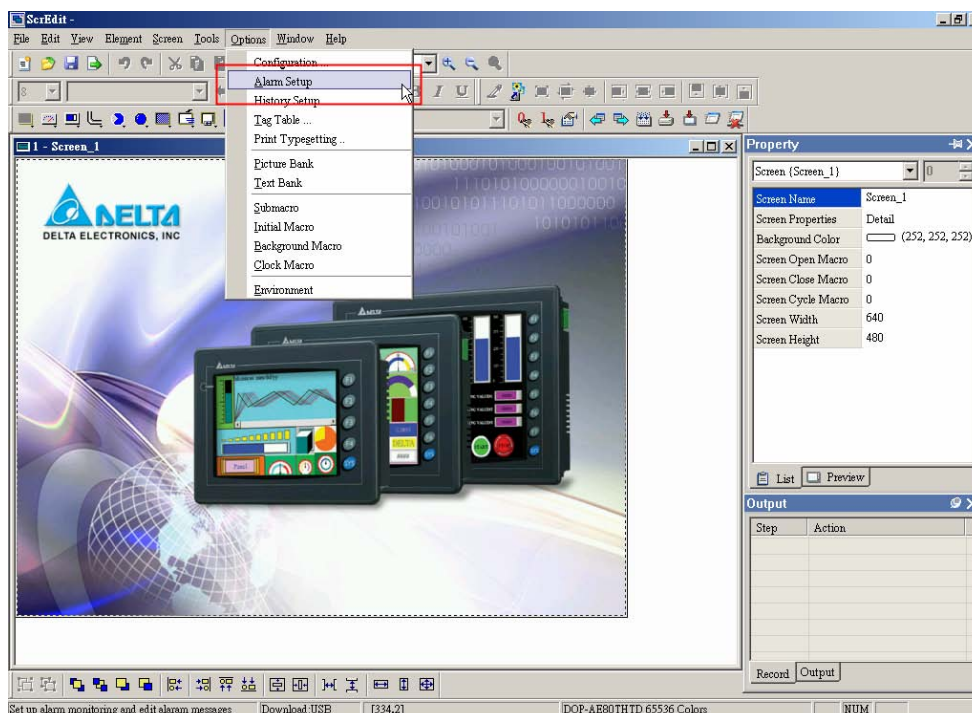 ScrEdit -
File Edit View Element Screen Tools Options Window Help
Configuration ...
Alarm Setup
History Setup
Tag Table ...
Print Typesetting ..
Picture Bank
Text Bank
Submacro
Initial Macro
Background Macro
Clock Macro
Environment
8
B I U
1 - Screen_1
DELTA
DELTA ELECTRONICS, INC
Property
Screen {Screen_1}
0
Screen Name Screen_1
Screen Properties Detail
Background Color (252, 252, 252)
Screen Open Macro 0
Screen Close Macro 0
Screen Cycle Macro 0
Screen Width 640
Screen Height 480
List Preview
Output
Step Action
Record Output
Set up alarm monitoring and edit alaram messages Download:USB [334,2] DOP-AE80THTD 65536 Colors NUM